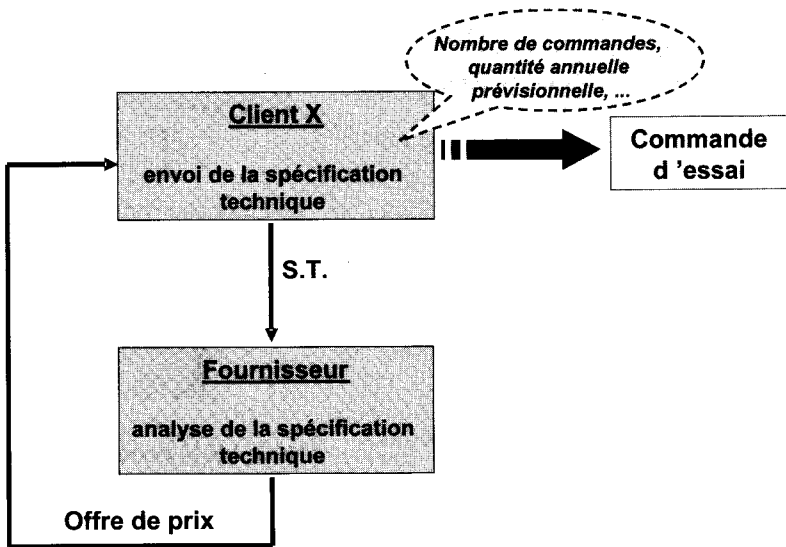 Nombre de commandes,
quantité annuelle
prévisionnelle, ...
Client X
envoi de la spécification
technique
Commande
d 'essai
S.T.
Fournisseur
analyse de la spécification
technique
Offre de prix